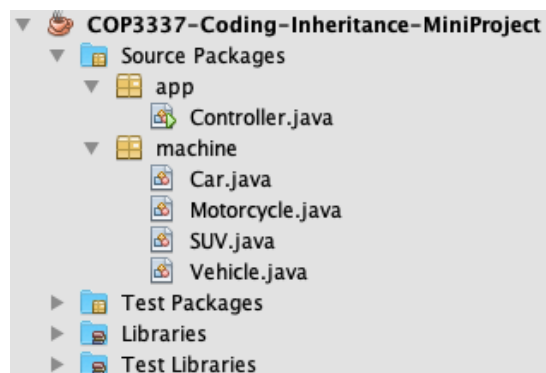 COP3337-Coding-Inheritance-MiniProject
Source Packages
app
Controller.java
machine
Car.java
Motorcycle.java
SUV.java
Vehicle.java
Test Packages
Libraries
Test Libraries